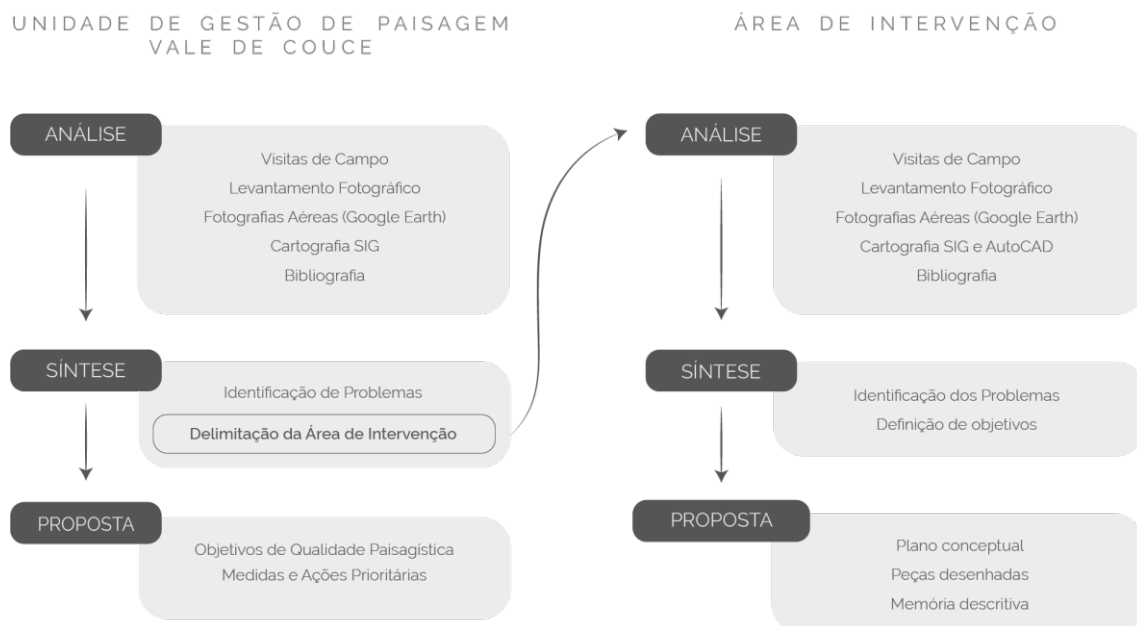 UNIDADE DE GESTÃO DE PAISAGEM
VALE DE COUCE
ANÁLISE
Visitas de Campo
Levantamento Fotográfico
Fotografias Aéreas (Google Earth)
Cartografia SIG
Bibliografia
SÍNTESE
Identificação de Problemas
Delimitação da Área de Intervenção
PROPOSTA
Objetivos de Qualidade Paisagística
Medidas e Ações Prioritárias
ÁREA DE INTERVENÇÃO
ANÁLISE
Visitas de Campo
Levantamento Fotográfico
Fotografias Aéreas (Google Earth)
Cartografia SIG e AutoCAD
Bibliografia
SÍNTESE
Identificação dos Problemas
Definição de objetivos
PROPOSTA
Plano conceptual
Peças desenhadas
Memória descritiva